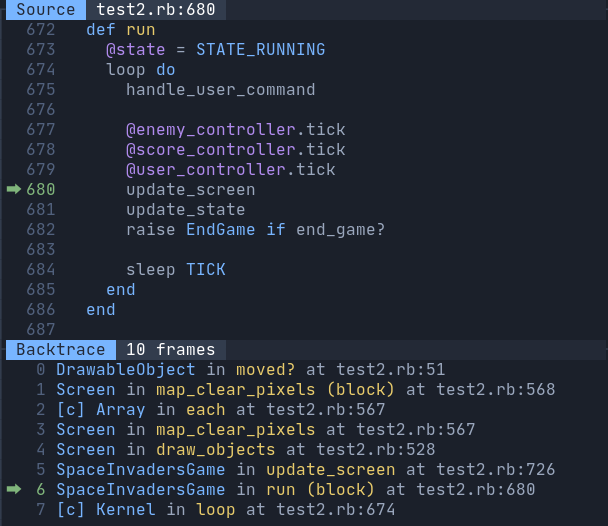 Source test2.rb:680
672 def run
673 @state = STATE_RUNNING
674 loop do
675 handle_user_command
676
677 @enemy_controller.tick
678 @score_controller.tick
679 @user_controller.tick
➡ 680 update_screen
681 update_state
682 raise EndGame if end_game?
683
684 sleep TICK
685 end
686 end
687
Backtrace 10 frames
0 DrawableObject in moved? at test2.rb:51
1 Screen in map_clear_pixels (block) at test2.rb:568
2 [c] Array in each at test2.rb:567
3 Screen in map_clear_pixels at test2.rb:567
4 Screen in draw_objects at test2.rb:528
5 SpaceInvadersGame in update_screen at test2.rb:726
➡ 6 SpaceInvadersGame in run (block) at test2.rb:680
7 [c] Kernel in loop at test2.rb:674